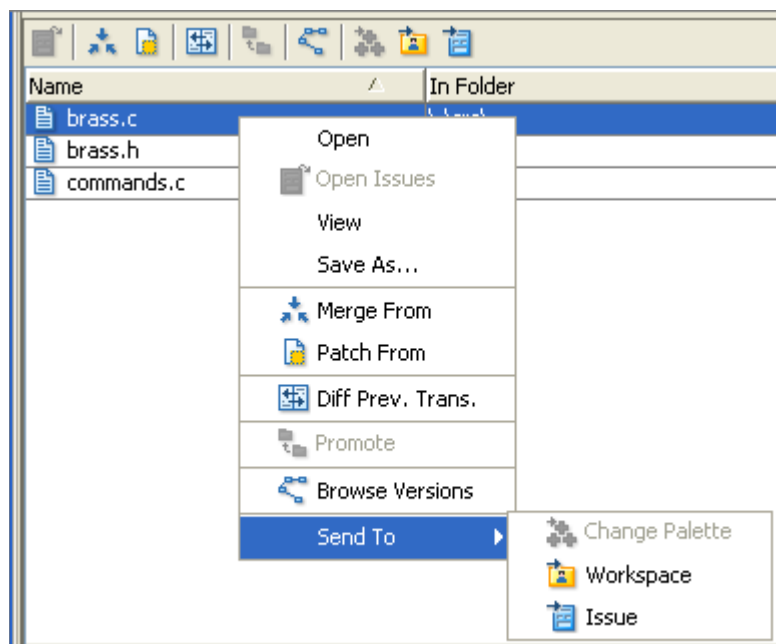 Name In Folder
brass.c
brass.h
commands.c
Open
Open Issues
View
Save As...
Merge From
Patch From
Diff Prev. Trans.
Promote
Browse Versions
Send To
Change Palette
Workspace
Issue